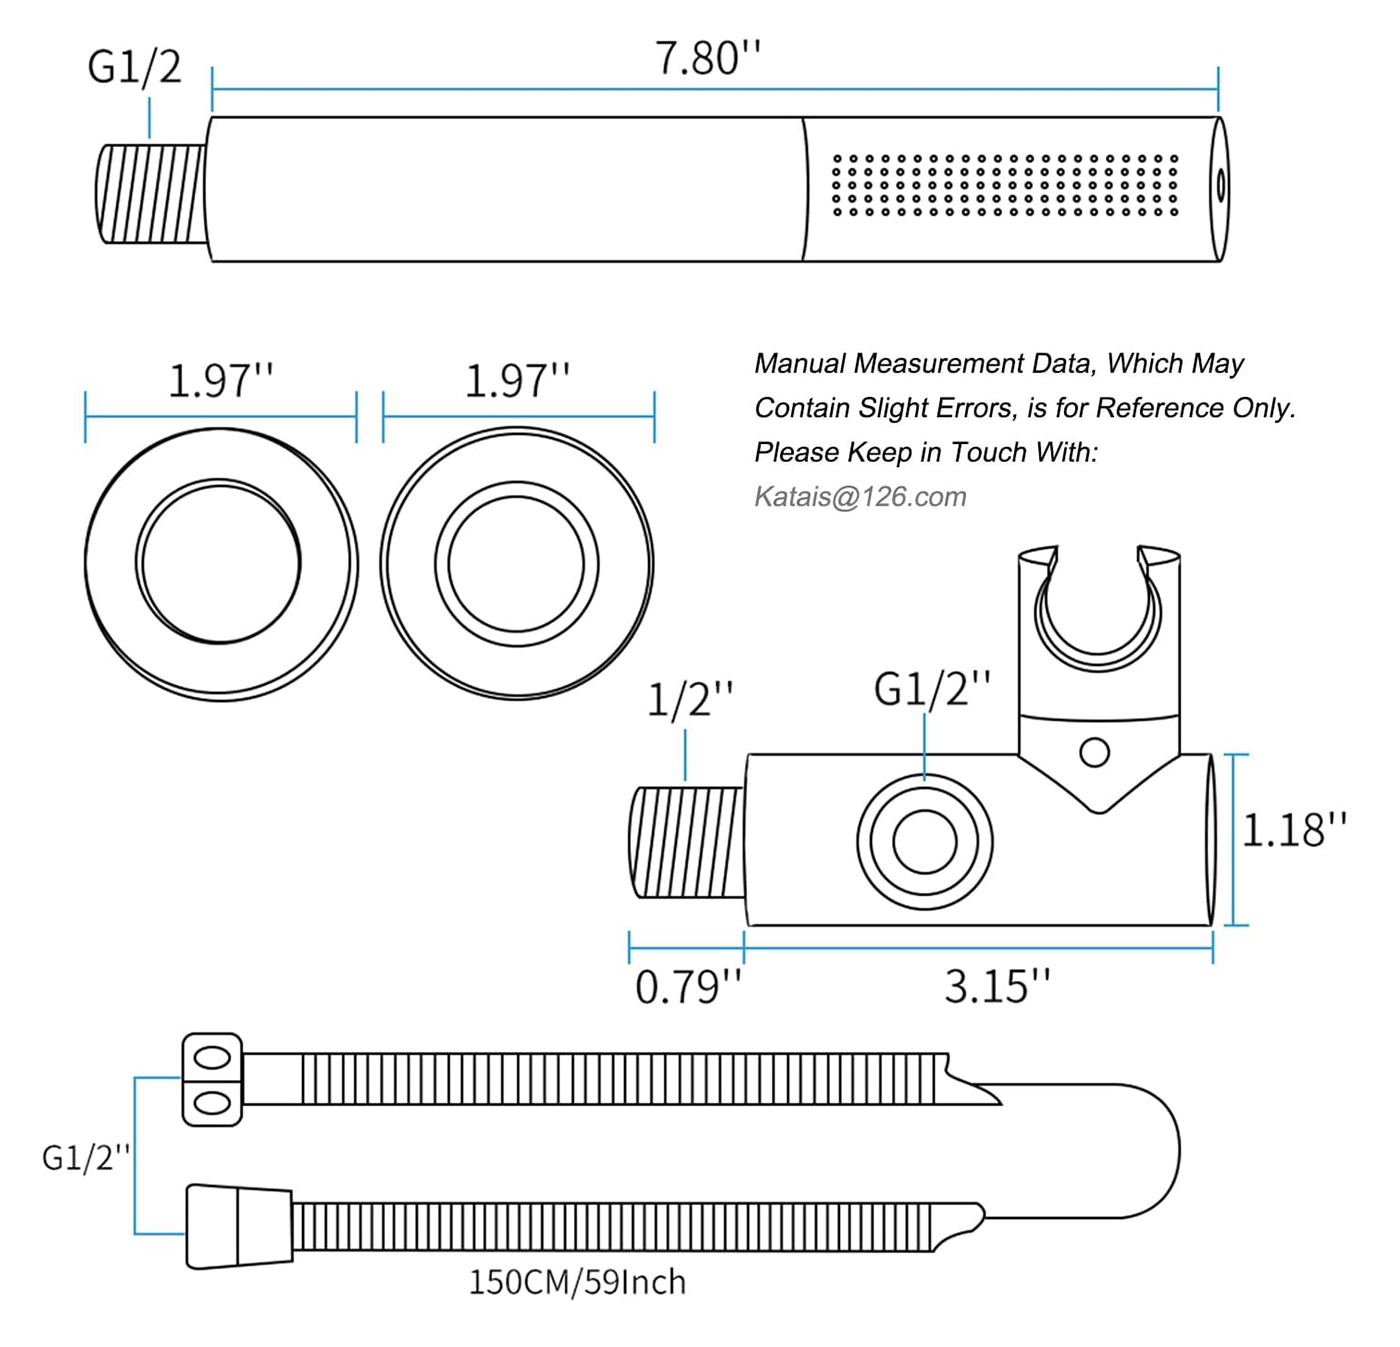 G1/2
7.80''
1.97''
1.97''
Manual Measurement Data, Which May
Contain Slight Errors, is for Reference Only.
Please Keep in Touch With:
Katais@126.com
1/2''
G1/2''
1.18''
0.79''
3.15''
G1/2''
150CM/59Inch